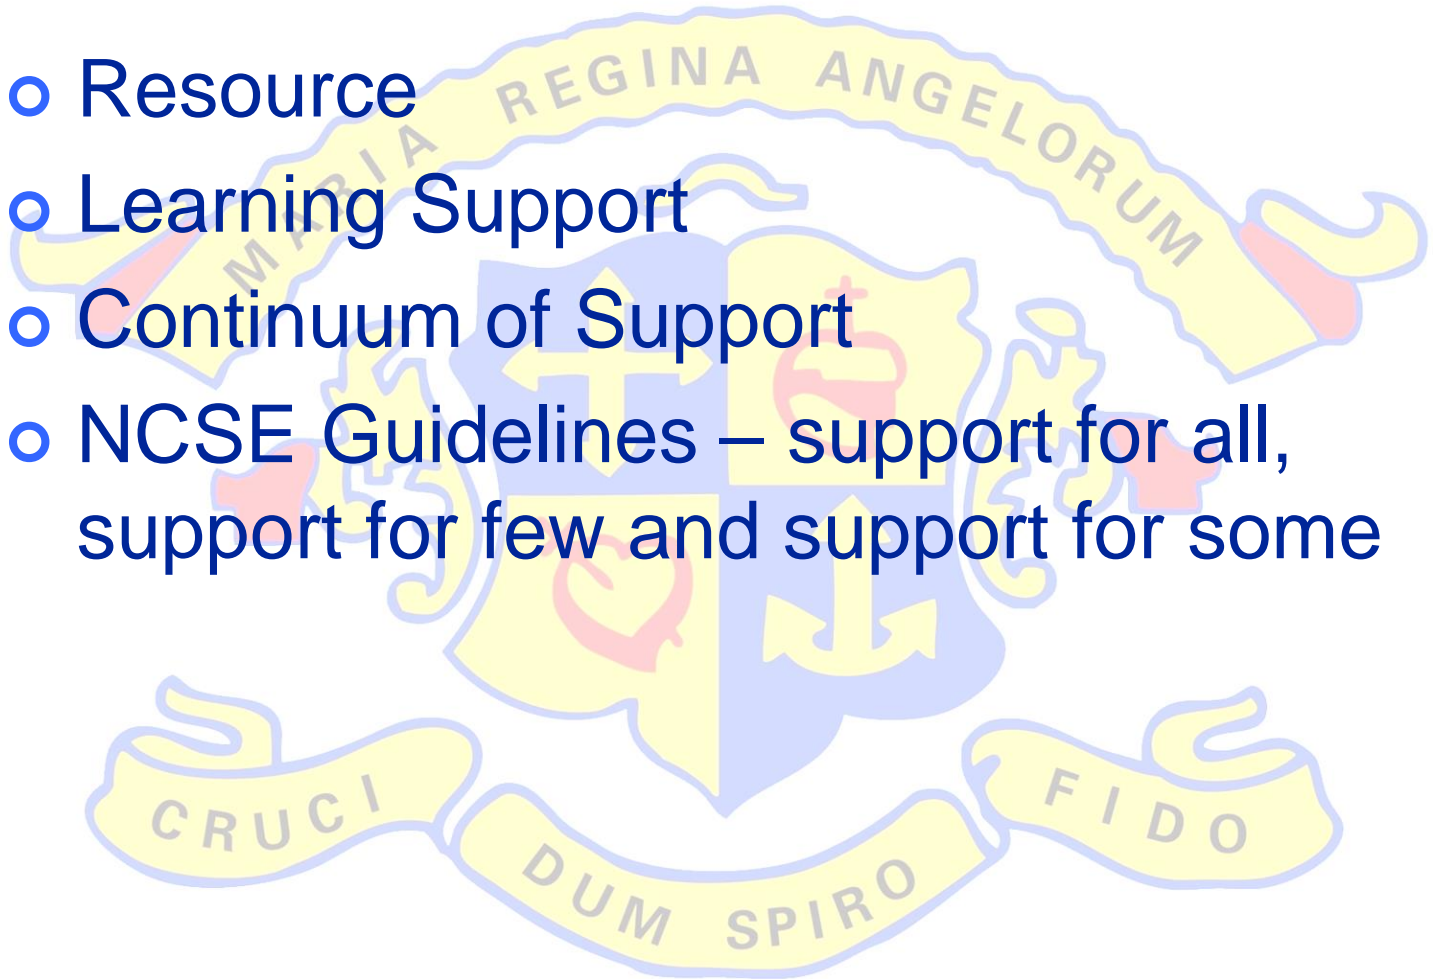 MARIA REGINA ANGELORUM
Resource
Learning Support
Continuum of Support
NCSE Guidelines – support for all,
support for few and support for some
CRUCI DUM SPIRO FIDO